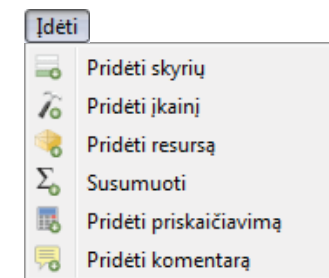 Įdėti
Pridėti skyrių
Pridėti įkainį
Pridėti resursą
Susumuoti
Pridėti priskaičiavimą
Pridėti komentarą